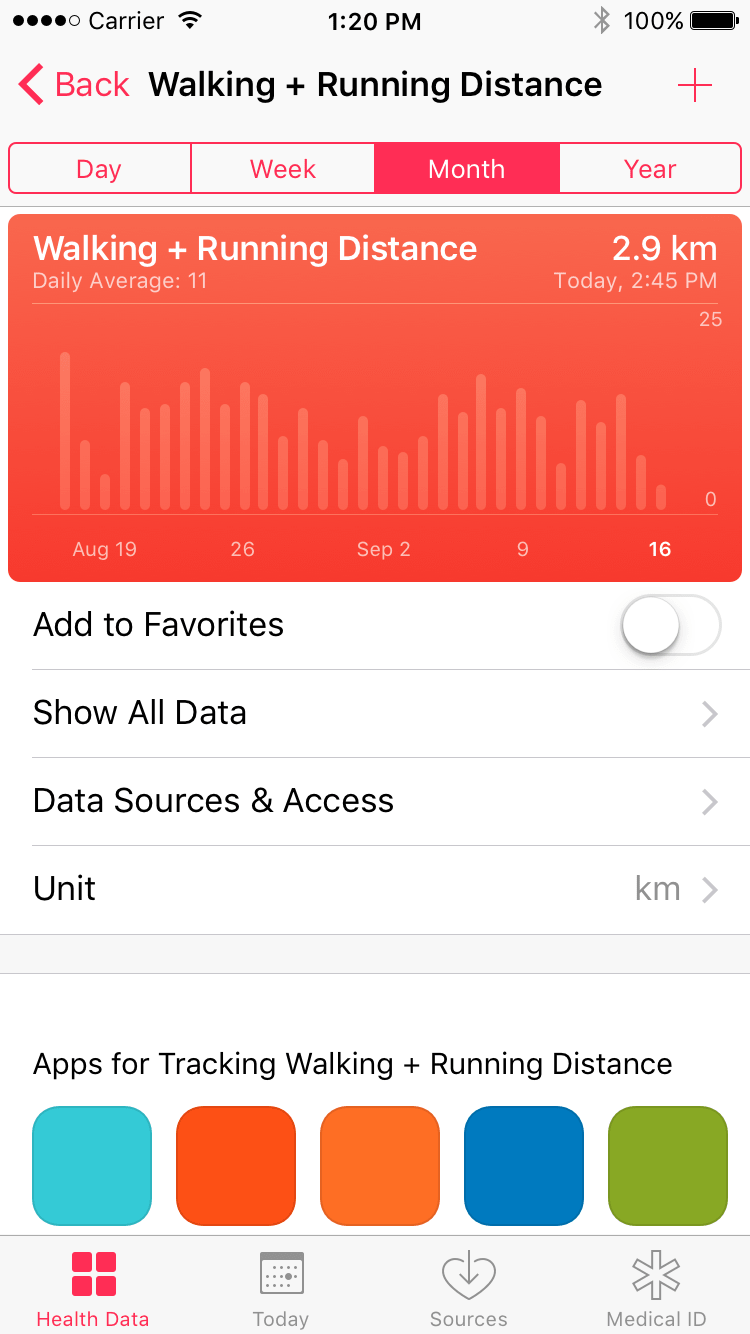 Carrier 1:20 PM 100%
Back Walking + Running Distance
Day Week Month Year
Walking + Running Distance 2.9 km
Daily Average: 11 Today, 2:45 PM
25
0
Aug 19 26 Sep 2 9 16
Add to Favorites
Show All Data
Data Sources & Access
Unit km
Apps for Tracking Walking + Running Distance
Health Data Today Sources Medical ID